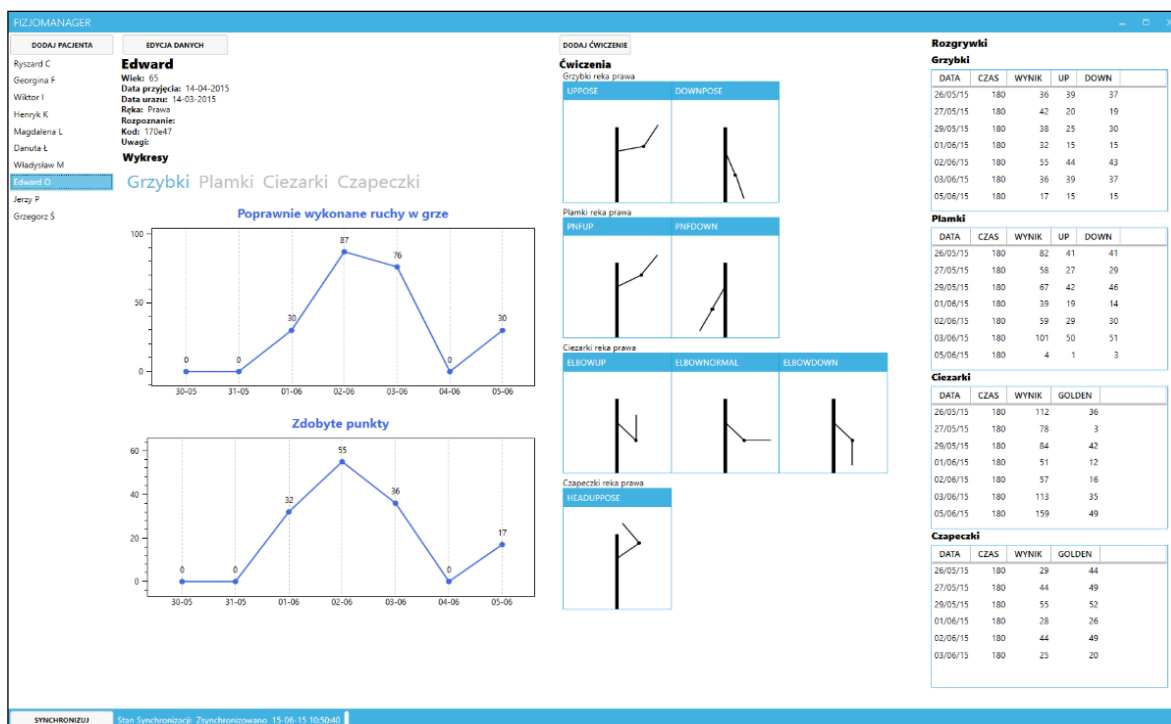 FIZJOMANAGER
DODAJ PACJENTA
EDYCJA DANYCH
Ryszard C
Georgina F
Wiktor I
Henryk K
Magdalena L
Danuta Ł
Władysław M
Edward O
Jerzy P
Grzegorz Ś
Edward
Wiek: 65
Data przyjęcia: 14-04-2015
Data urazu: 14-03-2015
Ręka: Prawa
Rozpoznanie:
Kod: 170e47
Uwagi:
Wykresy
Grzybki Plamki Ciezarki Czapeczki
Poprawnie wykonane ruchy w grze
100
50
0
0 0 30 87 76 0 30
30-05 31-05 01-06 02-06 03-06 04-06 05-06
Zdobyte punkty
60
40
20
0
0 0 32 55 36 0 17
30-05 31-05 01-06 02-06 03-06 04-06 05-06
DODAJ ĆWICZENIE
Ćwiczenia
Grzybki reka prawa
UPPOSE DOWNPOSE
Plamki reka prawa
PNFUP PNFDOWN
Ciezarki reka prawa
ELBOWUP ELBOWNORMAL ELBOWDOWN
Czapeczki reka prawa
HEADUPPOSE
Rozgrywki
Grzybki
DATA CZAS WYNIK UP DOWN
26/05/15 180 36 39 37
27/05/15 180 42 20 19
29/05/15 180 38 25 30
01/06/15 180 32 15 15
02/06/15 180 55 44 43
03/06/15 180 36 39 37
05/06/15 180 17 15 15
Plamki
DATA CZAS WYNIK UP DOWN
26/05/15 180 82 41 41
27/05/15 180 58 27 29
29/05/15 180 67 42 46
01/06/15 180 39 19 14
02/06/15 180 59 29 30
03/06/15 180 101 50 51
05/06/15 180 4 1 3
Ciezarki
DATA CZAS WYNIK GOLDEN
26/05/15 180 112 36
27/05/15 180 78 3
29/05/15 180 84 42
01/06/15 180 51 12
02/06/15 180 57 16
03/06/15 180 113 35
05/06/15 180 159 49
Czapeczki
DATA CZAS WYNIK GOLDEN
26/05/15 180 29 44
27/05/15 180 44 49
29/05/15 180 55 52
01/06/15 180 28 26
02/06/15 180 44 49
03/06/15 180 25 20
SYNCHRONIZUJ
Stan Synchronizacji: Zsynchronizowano 15-06-15 10:50:40